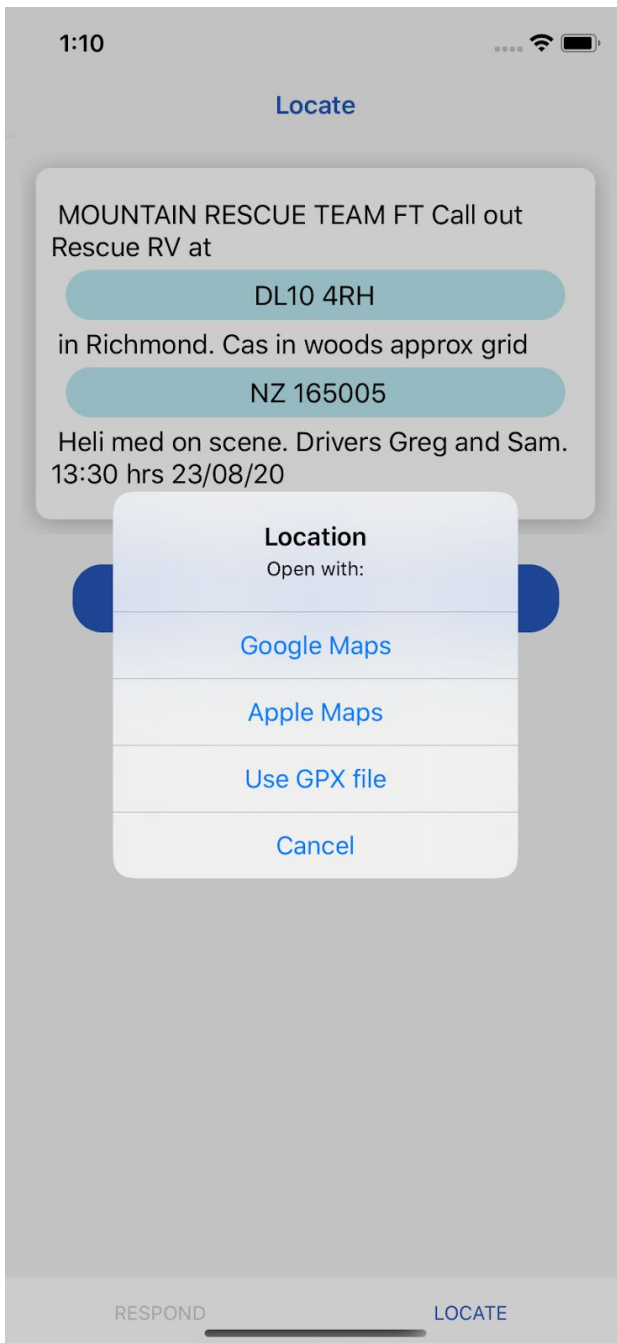 1:10
Locate
MOUNTAIN RESCUE TEAM FT Call out
Rescue RV at
DL10 4RH
in Richmond. Cas in woods approx grid
NZ 165005
Heli med on scene. Drivers Greg and Sam.
13:30 hrs 23/08/20
Location
Open with:
Google Maps
Apple Maps
Use GPX file
Cancel
RESPOND
LOCATE